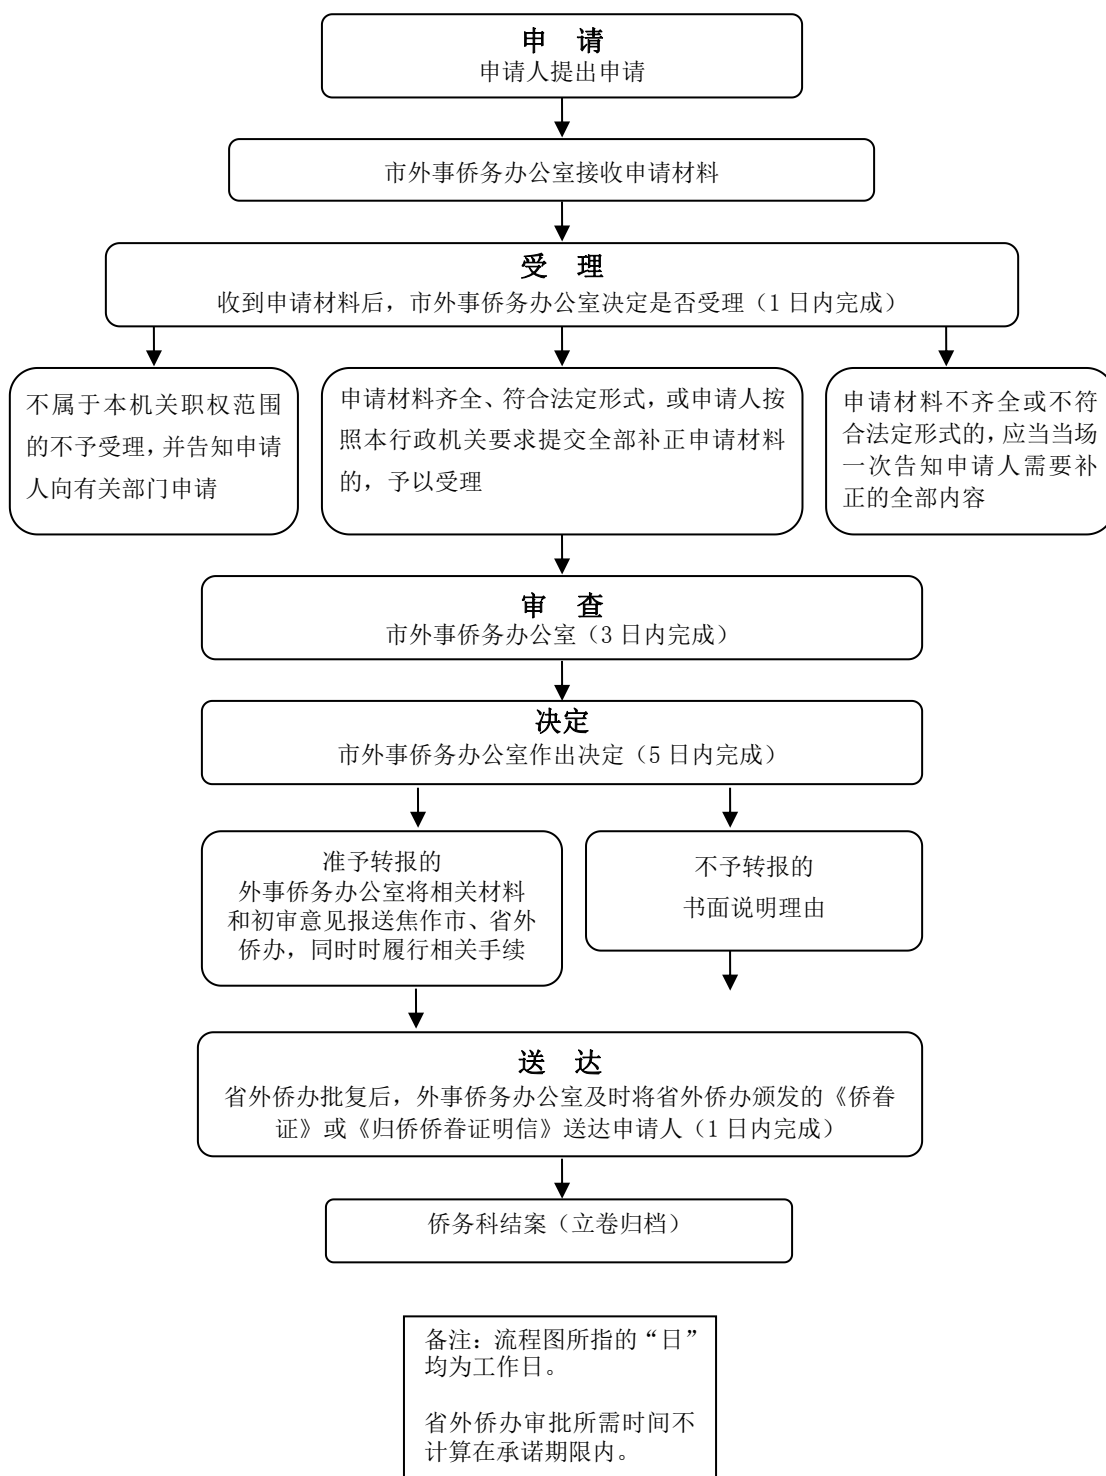 申 请
申请人提出申请
市外事侨务办公室接收申请材料
受 理
收到申请材料后，市外事侨务办公室决定是否受理（1 日内完成）
不属于本机关职权范围
的不予受理，并告知申请
人向有关部门申请
申请材料齐全、符合法定形式，或申请人按
照本行政机关要求提交全部补正申请材料
的，予以受理
申请材料不齐全或不符
合法定形式的，应当当场
一次告知申请人需要补
正的全部内容
审 查
市外事侨务办公室（3 日内完成）
决定
市外事侨务办公室作出决定（5 日内完成）
准予转报的
外事侨务办公室将相关材料
和初审意见报送焦作市、省外
侨办，同时时履行相关手续
不予转报的
书面说明理由
送 达
省外侨办批复后，外事侨务办公室及时将省外侨办颁发的《侨眷
证》或《归侨侨眷证明信》送达申请人（1 日内完成）
侨务科结案（立卷归档）
备注：流程图所指的“日”
均为工作日。
省外侨办审批所需时间不
计算在承诺期限内。